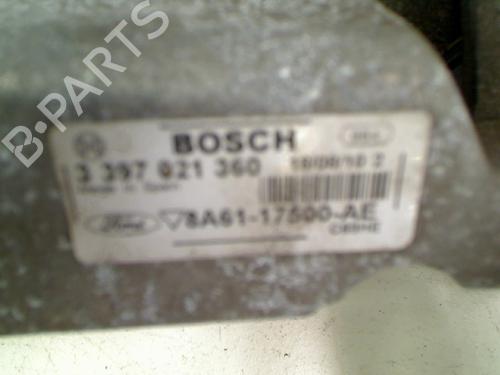 B-PARTS
BOSCH
3 397 021 360
Made in Spain
Ford
8A61-17500-AE